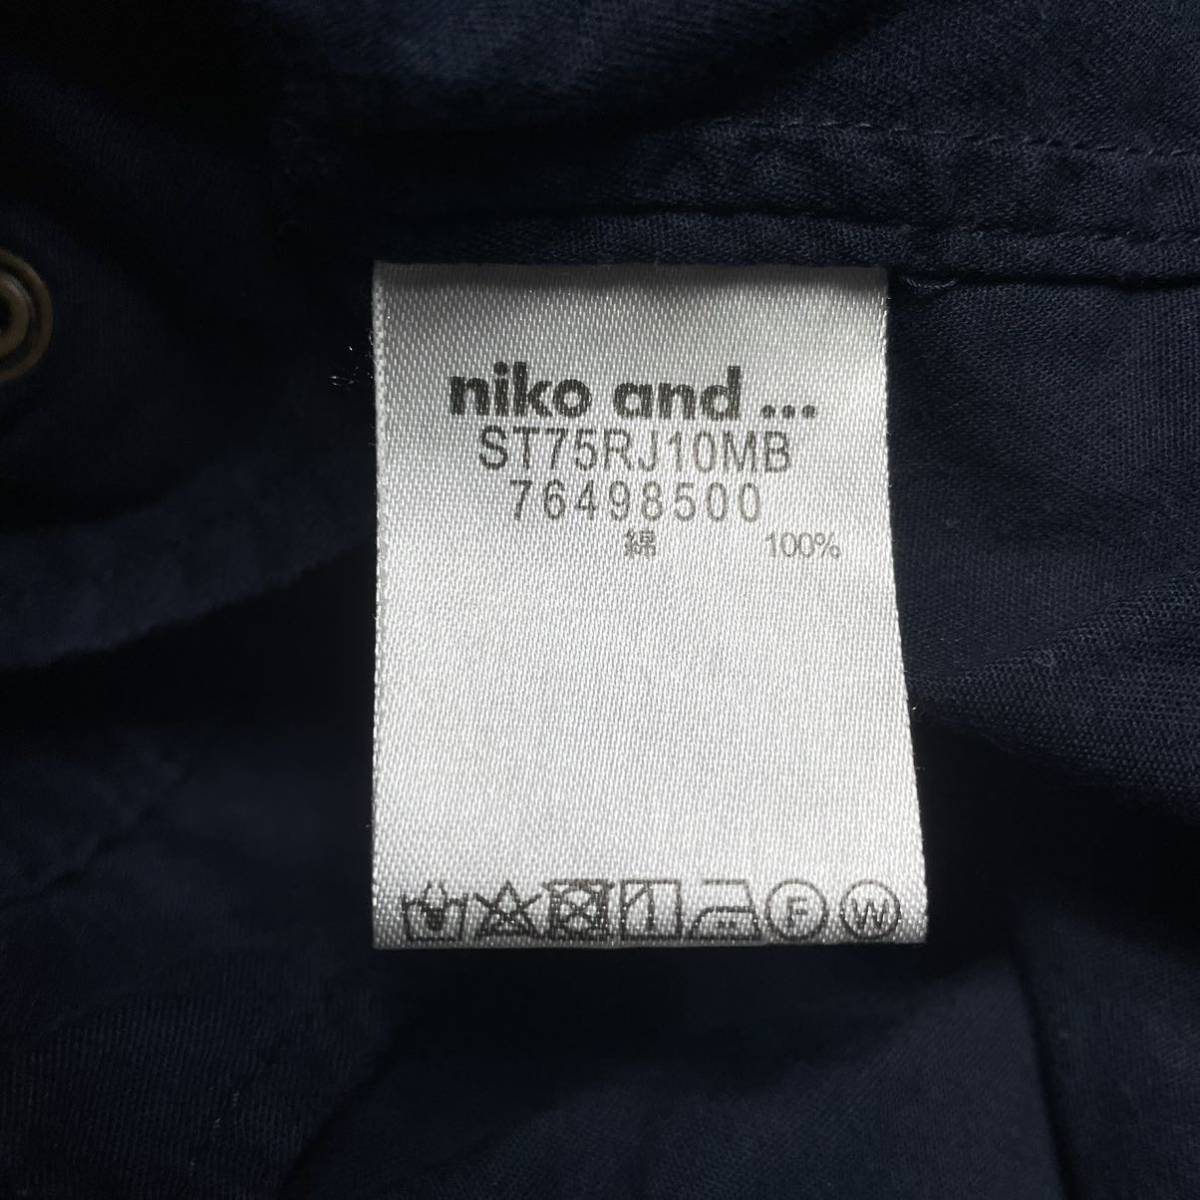 niko and ...
ST75RJ10MB
76498500
綿 100%
F W